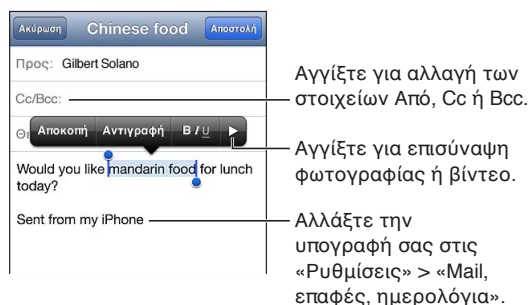 Ακύρωση Chinese food Αποστολή
Προς: Gilbert Solano
Cc/Bcc:
Αποκοπή Αντιγραφή B I U
Would you like mandarin food for lunch
today?
Sent from my iPhone
Αγγίξτε για αλλαγή των
στοιχείων Από, Cc ή Bcc.
Αγγίξτε για επισύναψη
φωτογραφίας ή βίντεο.
Αλλάξτε την
υπογραφή σας στις
«Ρυθμίσεις» > «Mail,
επαφές, ημερολόγια».